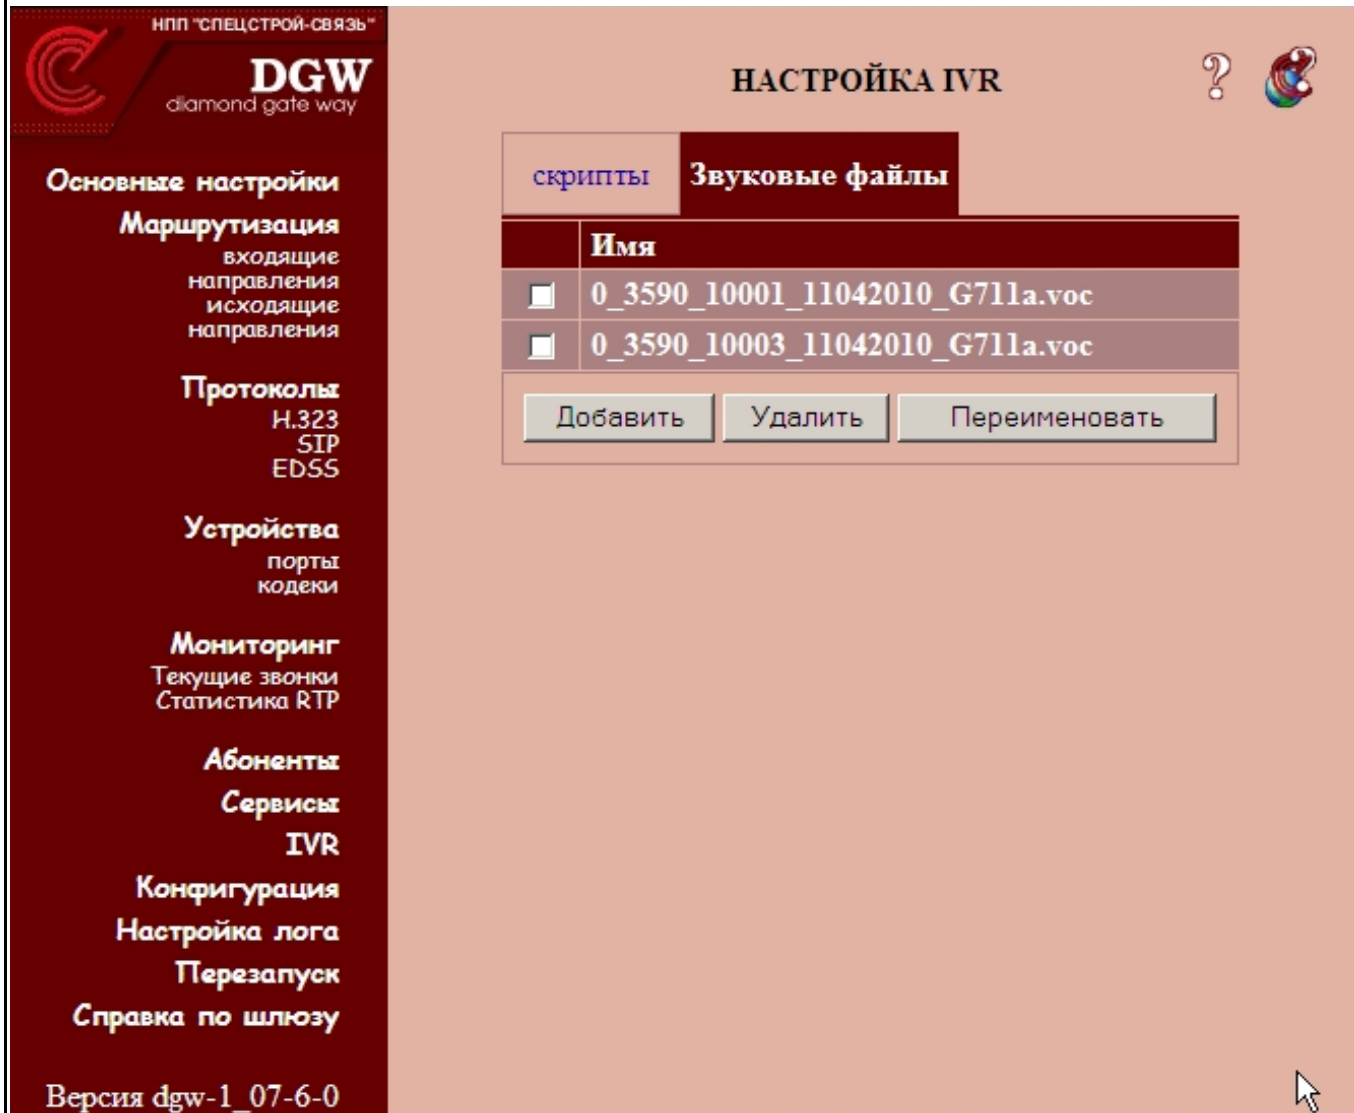 НПП "СПЕЦСТРОЙ-СВЯЗЬ"
DGW
diamond gate way
Основные настройки
Маршрутизация
входящие
направления
исходящие
направления
Протоколы
H.323
SIP
EDSS
Устройства
порты
кодеки
Мониторинг
Текущие звонки
Статистика RTP
Абоненты
Сервисы
IVR
Конфигурация
Настройка лога
Перезапуск
Справка по шлюзу
Версия dgw-1_07-6-0
НАСТРОЙКА IVR
?
скрипты Звуковые файлы
Имя
0_3590_10001_11042010_G711a.voc
0_3590_10003_11042010_G711a.voc
Добавить Удалить Переименовать